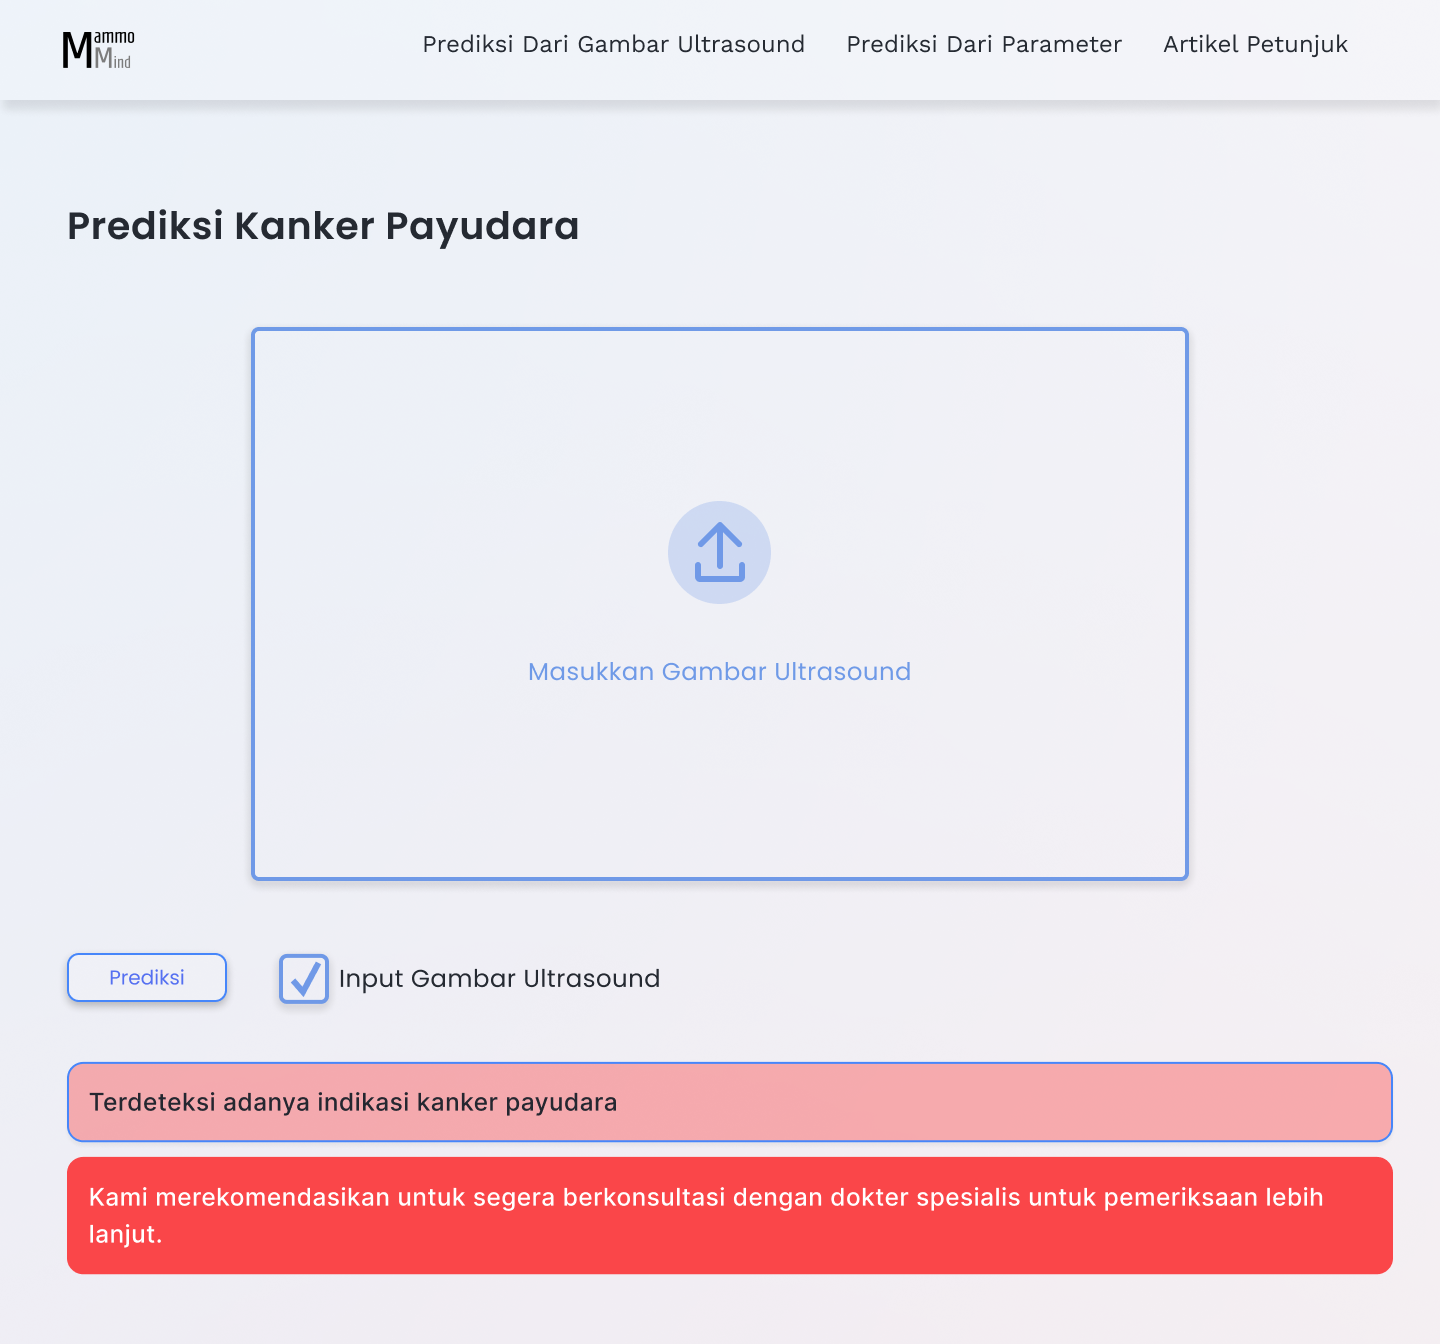 Mammo
Mind
Prediksi Dari Gambar Ultrasound
Prediksi Dari Parameter
Artikel Petunjuk
Prediksi Kanker Payudara
Masukkan Gambar Ultrasound
Prediksi
Input Gambar Ultrasound
Terdeteksi adanya indikasi kanker payudara
Kami merekomendasikan untuk segera berkonsultasi dengan dokter spesialis untuk pemeriksaan lebih
lanjut.